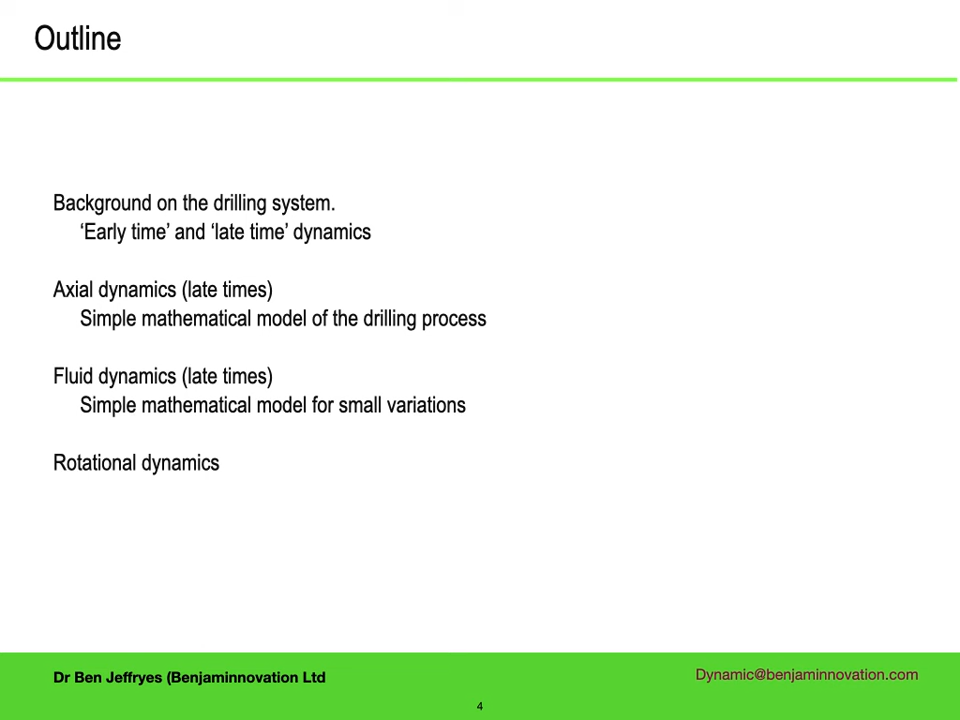 Outline
Background on the drilling system.
‘Early time’ and ‘late time’ dynamics
Axial dynamics (late times)
Simple mathematical model of the drilling process
Fluid dynamics (late times)
Simple mathematical model for small variations
Rotational dynamics
Dr Ben Jeffryes (Benjaminnovation Ltd
Dynamic@benjaminnovation.com
4